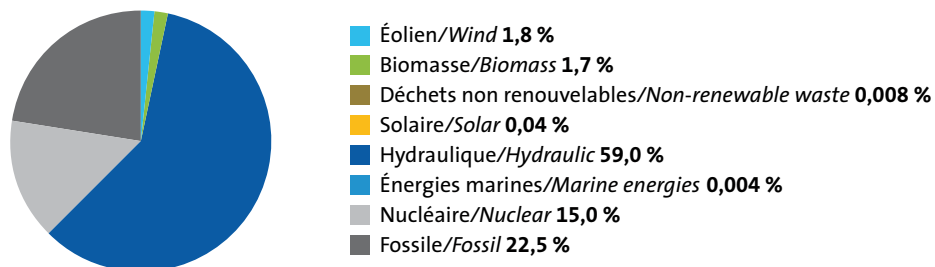 Éolien/Wind 1,8 %
Biomasse/Biomass 1,7 %
Déchets non renouvelables/Non-renewable waste 0,008 %
Solaire/Solar 0,04 %
Hydraulique/Hydraulic 59,0 %
Énergies marines/Marine energies 0,004 %
Nucléaire/Nuclear 15,0 %
Fossile/Fossil 22,5 %